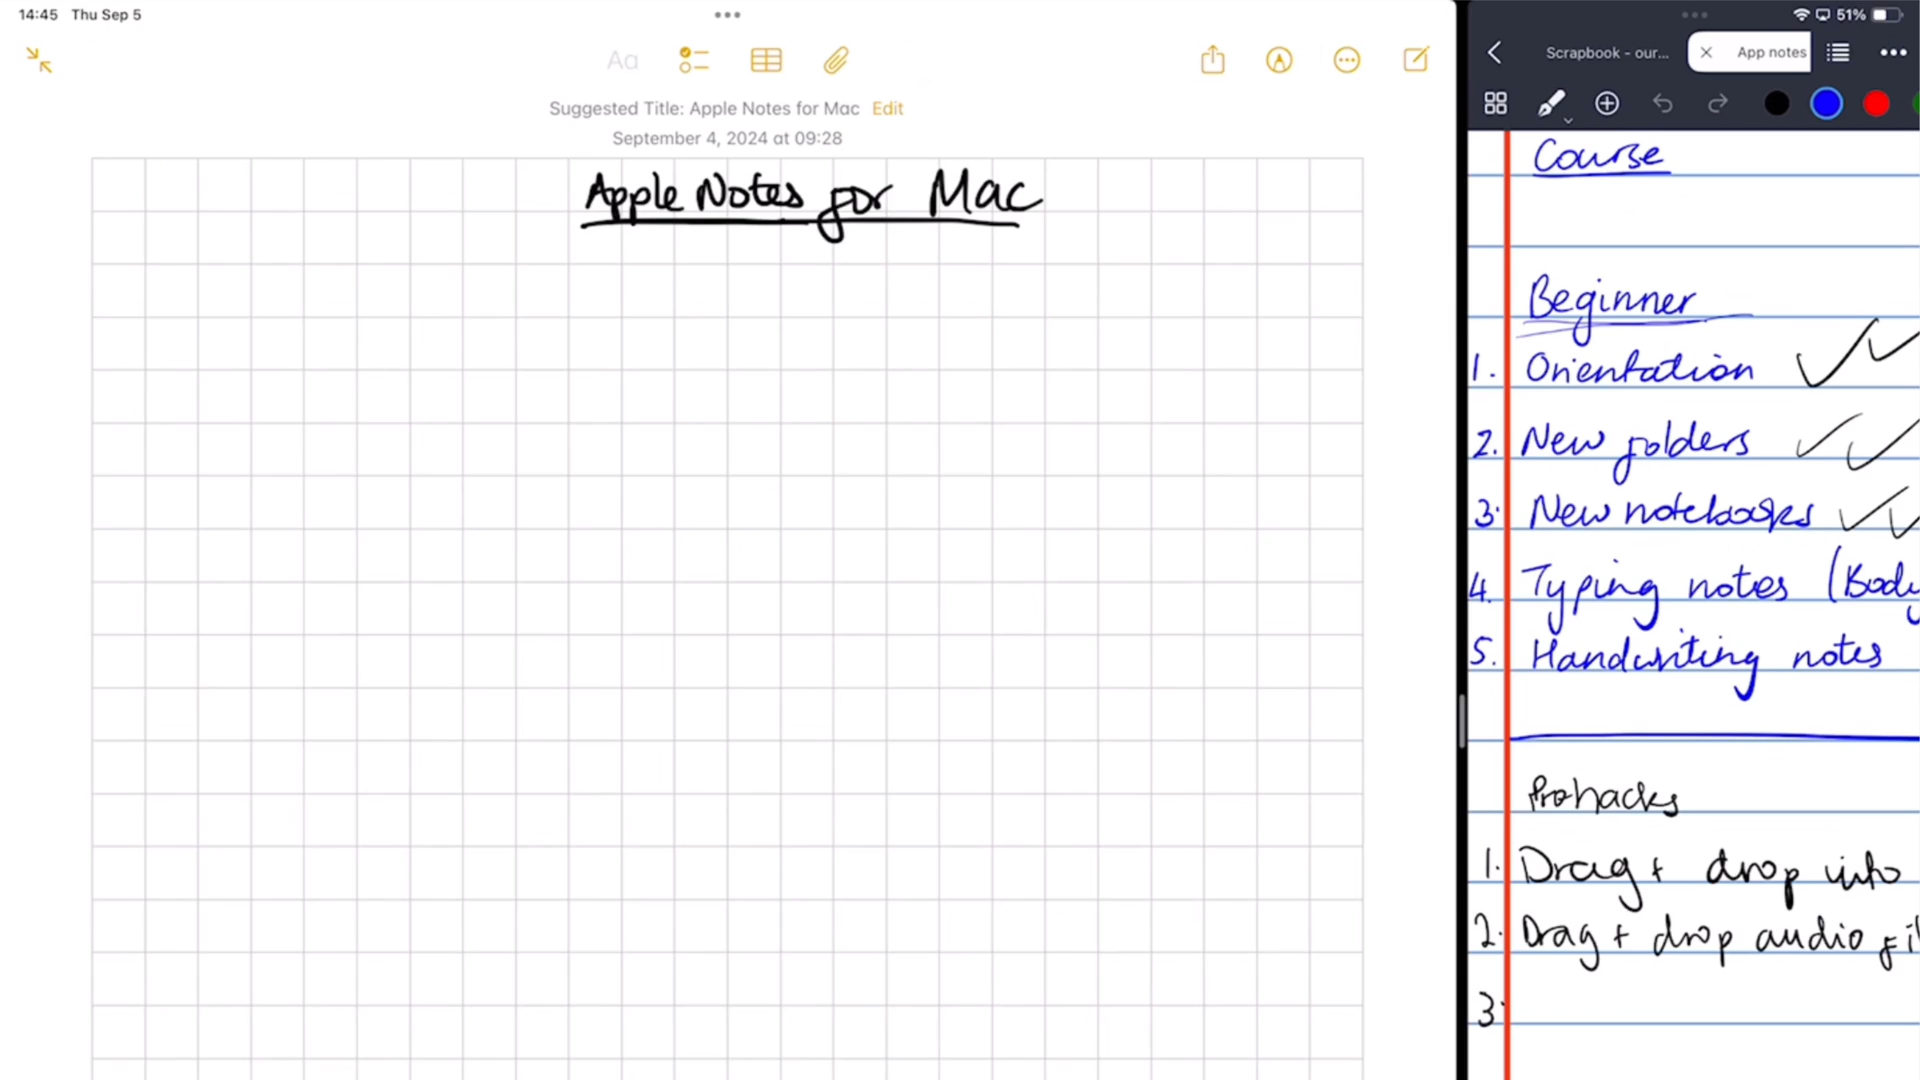 14:45 Thu Sep 5
51%
Aa
Suggested Title: Apple Notes for Mac Edit
September 4, 2024 at 09:28
Apple Notes for Mac
Scrapbook - our...
App notes
Course
Beginner
1. Orientation
2. New folders
3. New notebooks
4. Typing notes (Body
5. Handwriting notes
Prohacks
1. Drag + drop into
2. Drag + drop audio fi
3.